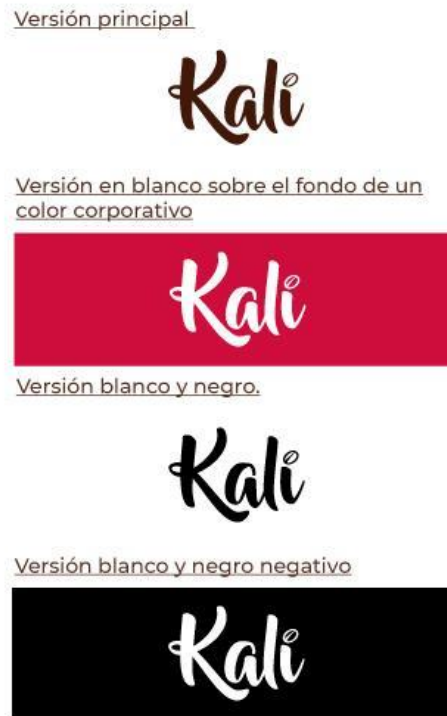 Versión principal
Kali
Versión en blanco sobre el fondo de un
color corporativo
Kali
Versión blanco y negro.
Kali
Versión blanco y negro negativo
Kali